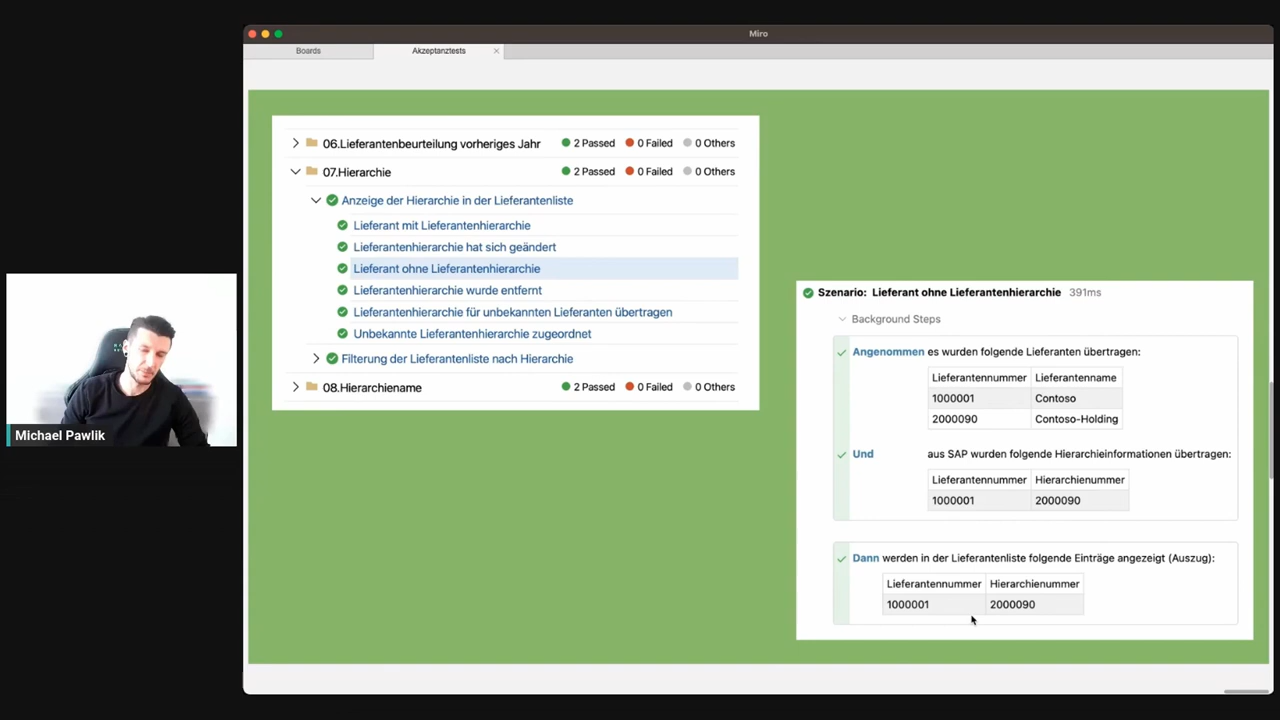 Miro
Boards
Akzeptanztests
06.Lieferantenbeurteilung vorheriges Jahr 2 Passed 0 Failed 0 Others
07.Hierarchie 2 Passed 0 Failed 0 Others
Anzeige der Hierarchie in der Lieferantenliste
Lieferant mit Lieferantenhierarchie
Lieferantenhierarchie hat sich geändert
Lieferant ohne Lieferantenhierarchie
Lieferantenhierarchie wurde entfernt
Lieferantenhierarchie für unbekannten Lieferanten übertragen
Unbekannte Lieferantenhierarchie zugeordnet
Filterung der Lieferantenliste nach Hierarchie
08.Hierarchiename 2 Passed 0 Failed 0 Others
Szenario: Lieferant ohne Lieferantenhierarchie 391ms
Background Steps
Angenommen es wurden folgende Lieferanten übertragen:
Lieferantennummer Lieferantenname
1000001 Contoso
2000090 Contoso-Holding
Und aus SAP wurden folgende Hierarchieinformationen übertragen:
Lieferantennummer Hierarchienummer
1000001 2000090
Dann werden in der Lieferantenliste folgende Einträge angezeigt (Auszug):
Lieferantennummer Hierarchienummer
1000001 2000090
Michael Pawlik